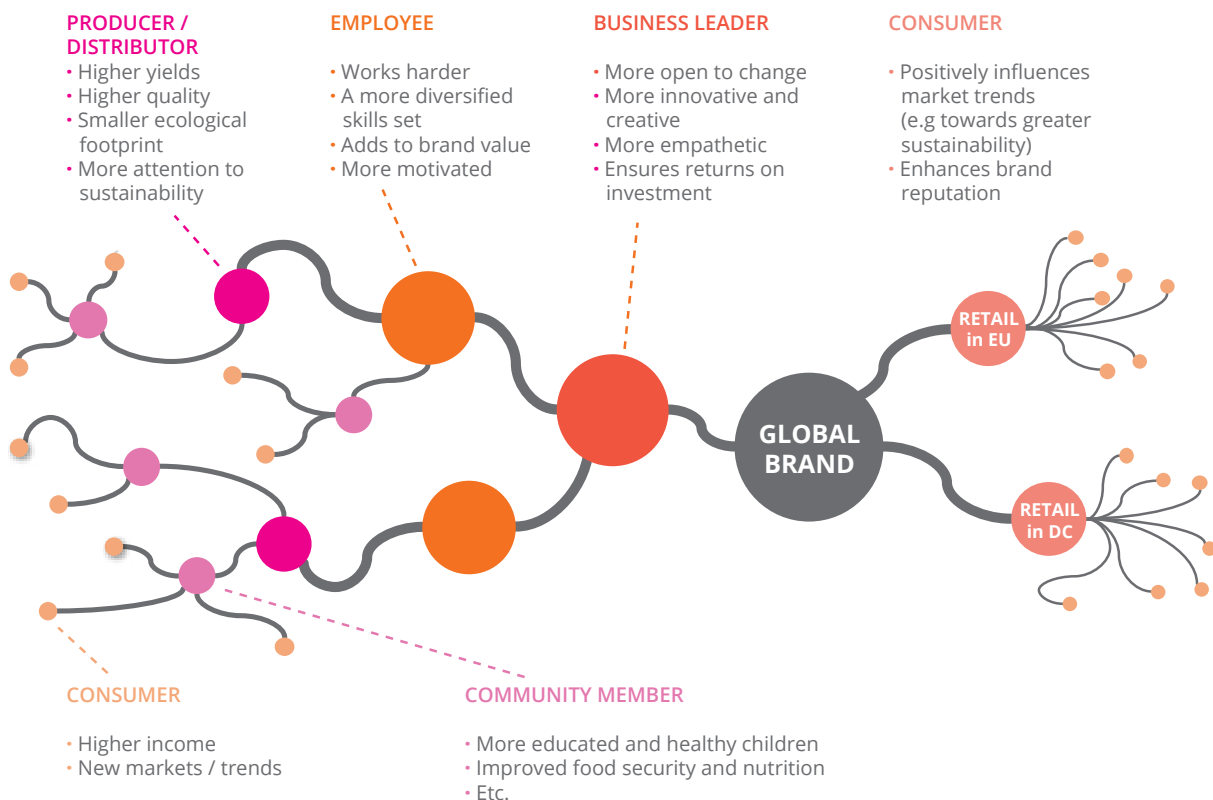 PRODUCER /
DISTRIBUTOR
• Higher yields
• Higher quality
• Smaller ecological
footprint
• More attention to
sustainability
EMPLOYEE
• Works harder
• A more diversified
skills set
• Adds to brand value
• More motivated
BUSINESS LEADER
• More open to change
• More innovative and
creative
• More empathetic
• Ensures returns on
investment
CONSUMER
• Positively influences
market trends
(e.g towards greater
sustainability)
• Enhances brand
reputation
RETAIL
in EU
GLOBAL
BRAND
RETAIL
in DC
CONSUMER
• Higher income
• New markets / trends
COMMUNITY MEMBER
• More educated and healthy children
• Improved food security and nutrition
• Etc.